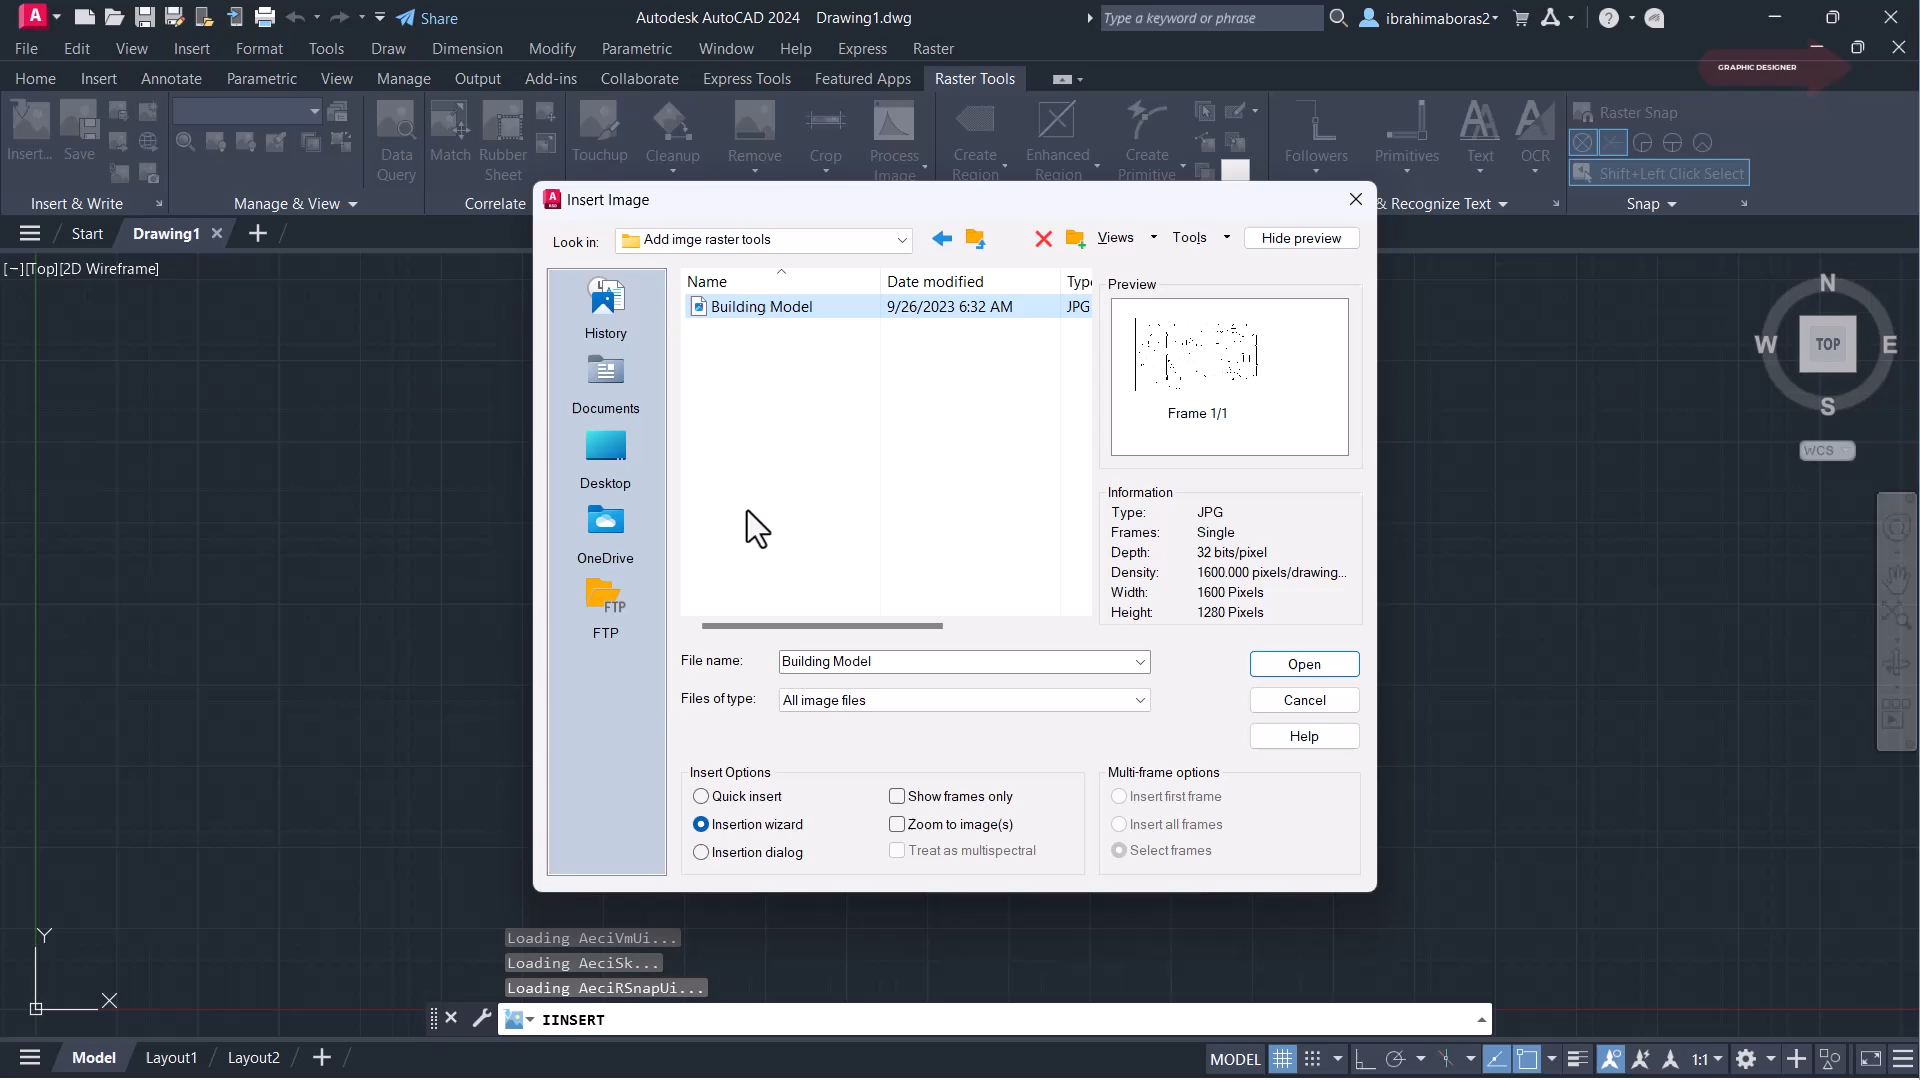 Share
Autodesk AutoCAD 2024 Drawing1.dwg
Type a keyword or phrase
ibrahimaboras2
File Edit View Insert Format Tools Draw Dimension Modify Parametric Window Help Express Raster
GRAPHIC DESIGNER
Home Insert Annotate Parametric View Manage Output Add-ins Collaborate Express Tools Featured Apps Raster Tools
Insert... Save
Data Query
Match
Rubber Sheet
Touchup
Cleanup
Remove
Crop
Process Image
Create Region
Enhanced Region
Create Primitive
Followers
Primitives
Text
OCR
Raster Snap
Shift+Left Click Select
Insert & Write
Manage & View
Correlate
& Recognize Text
Snap
Start
Drawing1
[−][Top][2D Wireframe]
Insert Image
Look in: Add imge raster tools
Views Tools Hide preview
Name Date modified Type
Building Model 9/26/2023 6:32 AM JPG
History
Documents
Desktop
OneDrive
FTP
FTP
Preview
Frame 1/1
Information
Type: JPG
Frames: Single
Depth: 32 bits/pixel
Density: 1600.000 pixels/drawing...
Width: 1600 Pixels
Height: 1280 Pixels
File name: Building Model
Open
Files of type: All image files
Cancel
Help
Insert Options
Quick insert
Insertion wizard
Insertion dialog
Show frames only
Zoom to image(s)
Treat as multispectral
Multi-frame options
Insert first frame
Insert all frames
Select frames
N
W TOP E
S
WCS
Y
X
Loading AeciVmUi...
Loading AeciSk...
Loading AeciRSnapUi...
IINSERT
Model Layout1 Layout2
MODEL
1:1